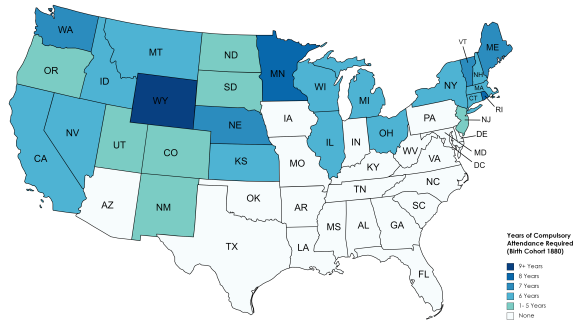 WA
VT
ME
MT
ND
MN
NH
OR
MA
ID
SD
WI
NY
CT
WY
MI
RI
NV
NE
IA
PA
NJ
OH
IL
IN
DE
CA
UT
CO
KS
MO
WV
VA
MD
KY
DC
OK
TN
NC
AZ
NM
AR
SC
MS
AL
GA
TX
LA
FL
Years of Compulsory
Attendance Required
(Birth Cohort 1880)
9+ Years
8 Years
7 Years
6 Years
1- 5 Years
None